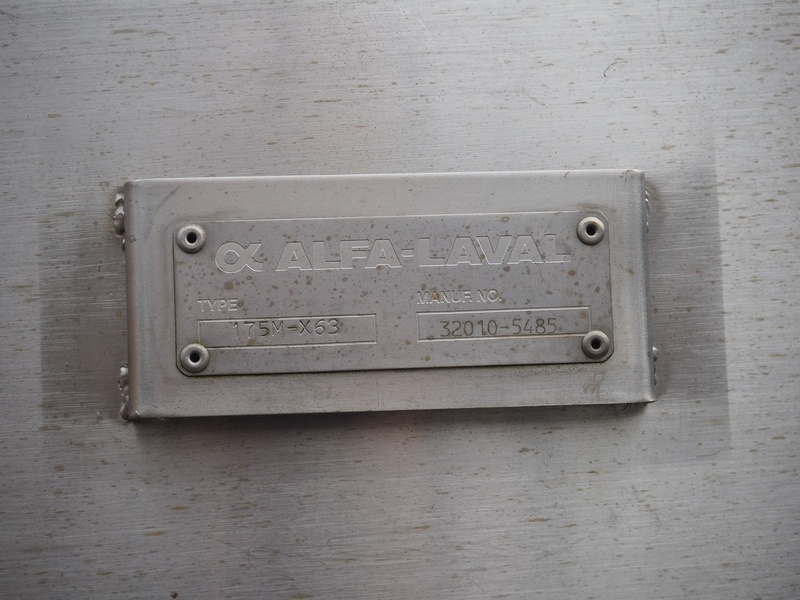 α ALFA-LAVAL
TYPE MANUF. NO.
175M-X63 32010-5485